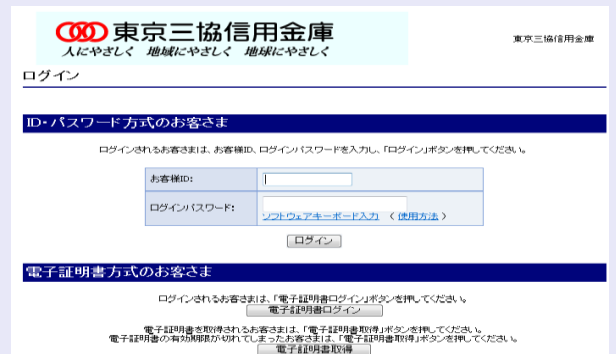 東京三協信用金庫
人にやさしく 地域にやさしく 地球にやさしく
東京三協信用金庫
ログイン
ID・パスワード方式のお客さま
ログインされるお客さまは、お客様ID、ログインパスワードを入力し、「ログイン」ボタンを押してください。
お客様ID:
ログインパスワード:
ソフトウェアキーボード入力 （使用方法）
ログイン
電子証明書方式のお客さま
ログインされるお客さまは、「電子証明書ログイン」ボタンを押してください。
電子証明書ログイン
電子証明書を取得されるお客さまは、「電子証明書取得」ボタンを押してください。
電子証明書の有効期限が切れてしまったお客さまは、「電子証明書取得」ボタンを押してください。
電子証明書取得